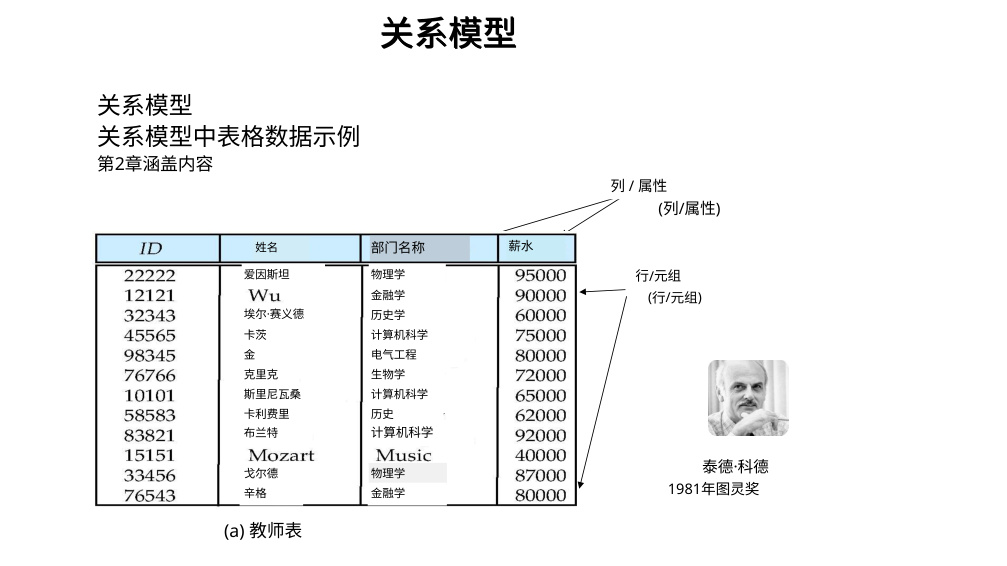 关系模型
关系模型
关系模型中表格数据示例
第2章涵盖内容
列 / 属性
(列/属性)
ID 姓名 部门名称 薪水
22222 爱因斯坦 物理学 95000
12121 Wu 金融学 90000
32343 埃尔·赛义德 历史学 60000
45565 卡茨 计算机科学 75000
98345 金 电气工程 80000
76766 克里克 生物学 72000
10101 斯里尼瓦桑 计算机科学 65000
58583 卡利费里 历史 62000
83821 布兰特 计算机科学 92000
15151 Mozart Music 40000
33456 戈尔德 物理学 87000
76543 辛格 金融学 80000
行/元组
(行/元组)
泰德·科德
1981年图灵奖
(a) 教师表